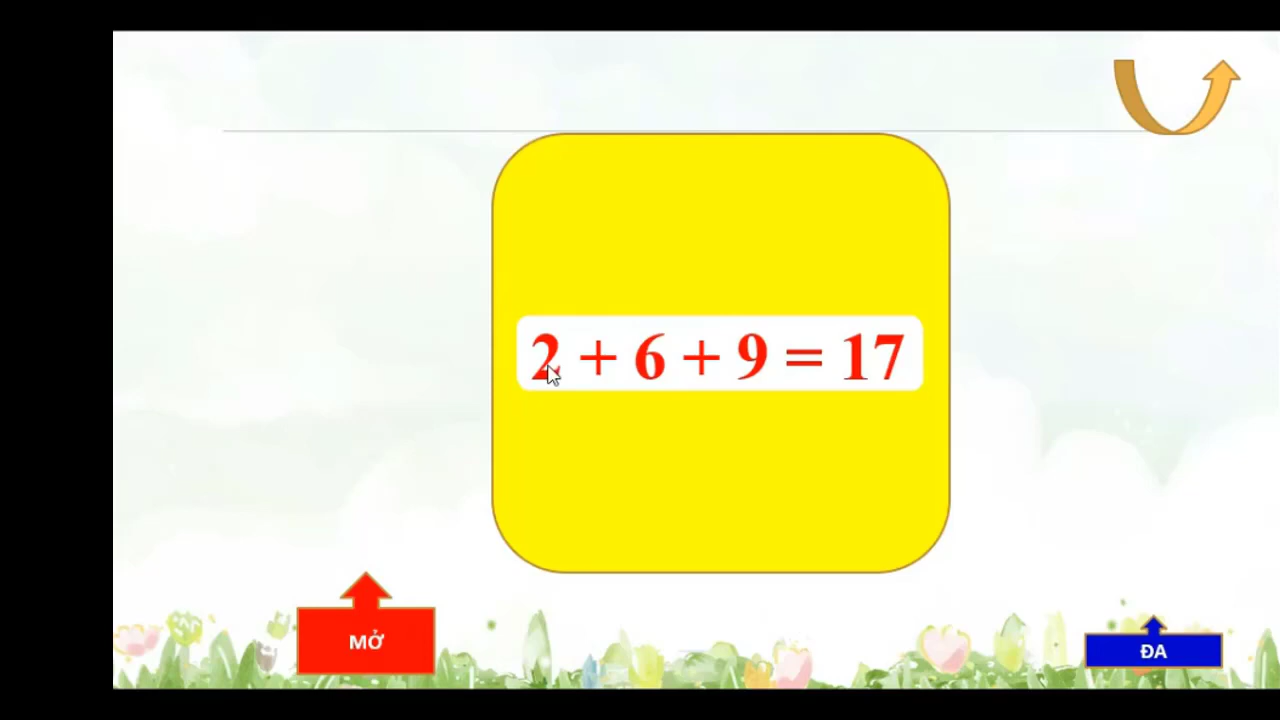 2 + 6 + 9 = 17
MỞ
ĐA